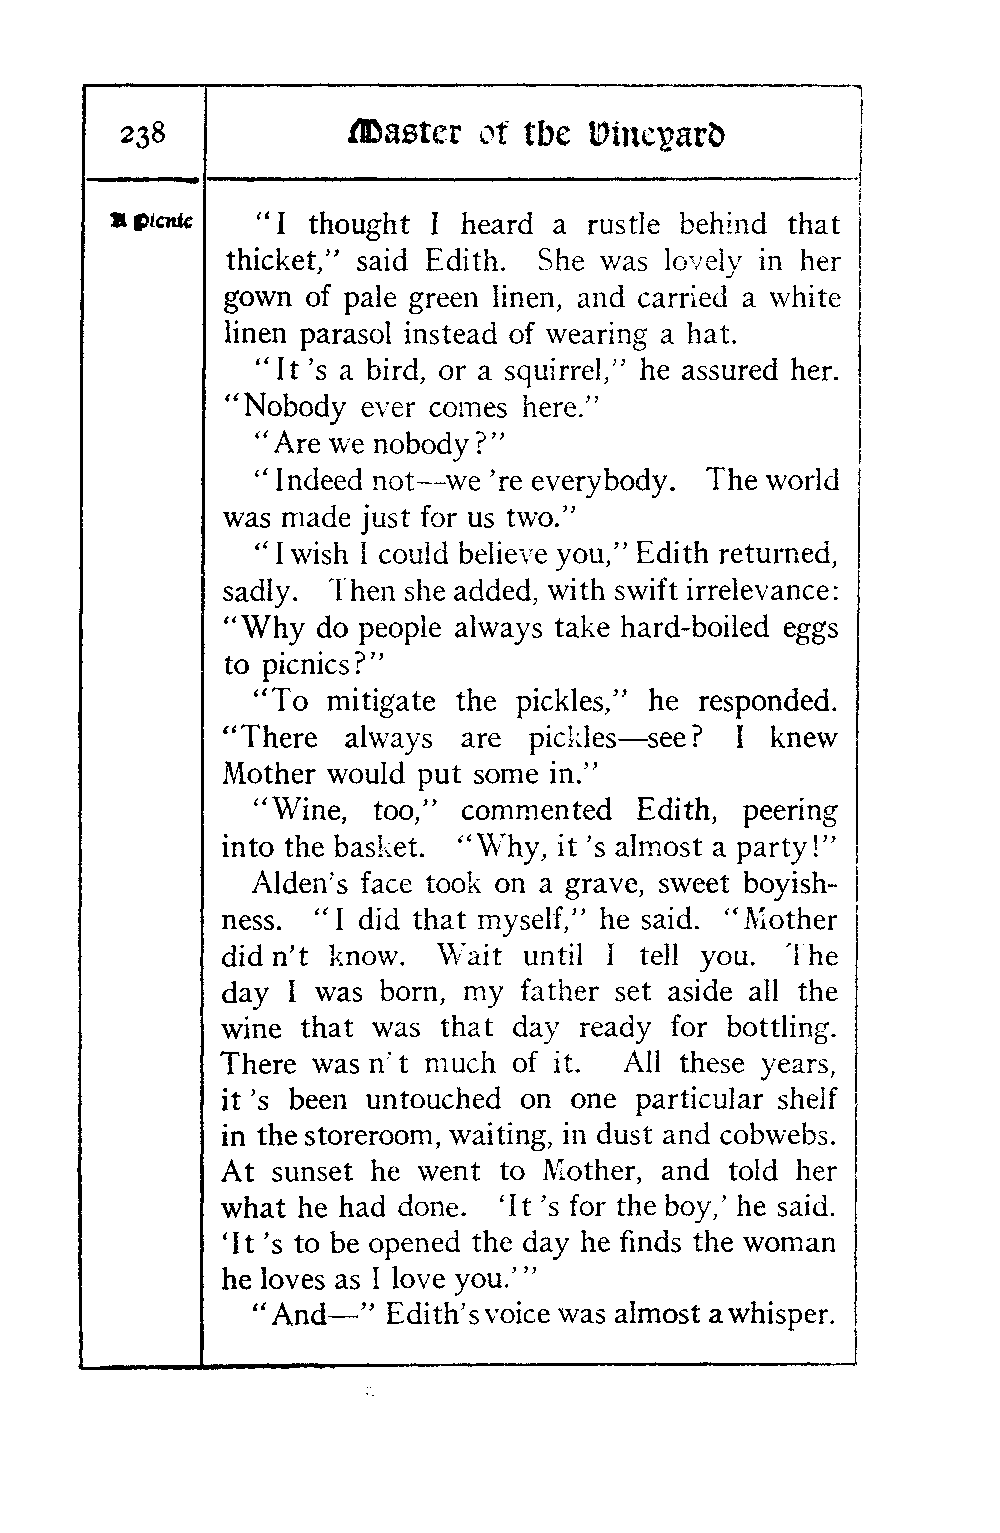 238
Master of the Vineyard
A Picnic
"I thought I heard a rustle behind that
thicket," said Edith. She was lovely in her
gown of pale green linen, and carried a white
linen parasol instead of wearing a hat.
"It 's a bird, or a squirrel," he assured her.
"Nobody ever comes here."
"Are we nobody?"
"Indeed not—we 're everybody. The world
was made just for us two."
"I wish I could believe you," Edith returned,
sadly. Then she added, with swift irrelevance:
"Why do people always take hard-boiled eggs
to picnics?"
"To mitigate the pickles," he responded.
"There always are pickles—see? I knew
Mother would put some in."
"Wine, too," commented Edith, peering
into the basket. "Why, it 's almost a party!"
Alden's face took on a grave, sweet boyish-
ness. "I did that myself," he said. "Mother
did n't know. Wait until I tell you. The
day I was born, my father set aside all the
wine that was that day ready for bottling.
There was n't much of it. All these years,
it 's been untouched on one particular shelf
in the storeroom, waiting, in dust and cobwebs.
At sunset he went to Mother, and told her
what he had done. 'It 's for the boy,' he said.
'It 's to be opened the day he finds the woman
he loves as I love you.'"
"And—" Edith's voice was almost a whisper.